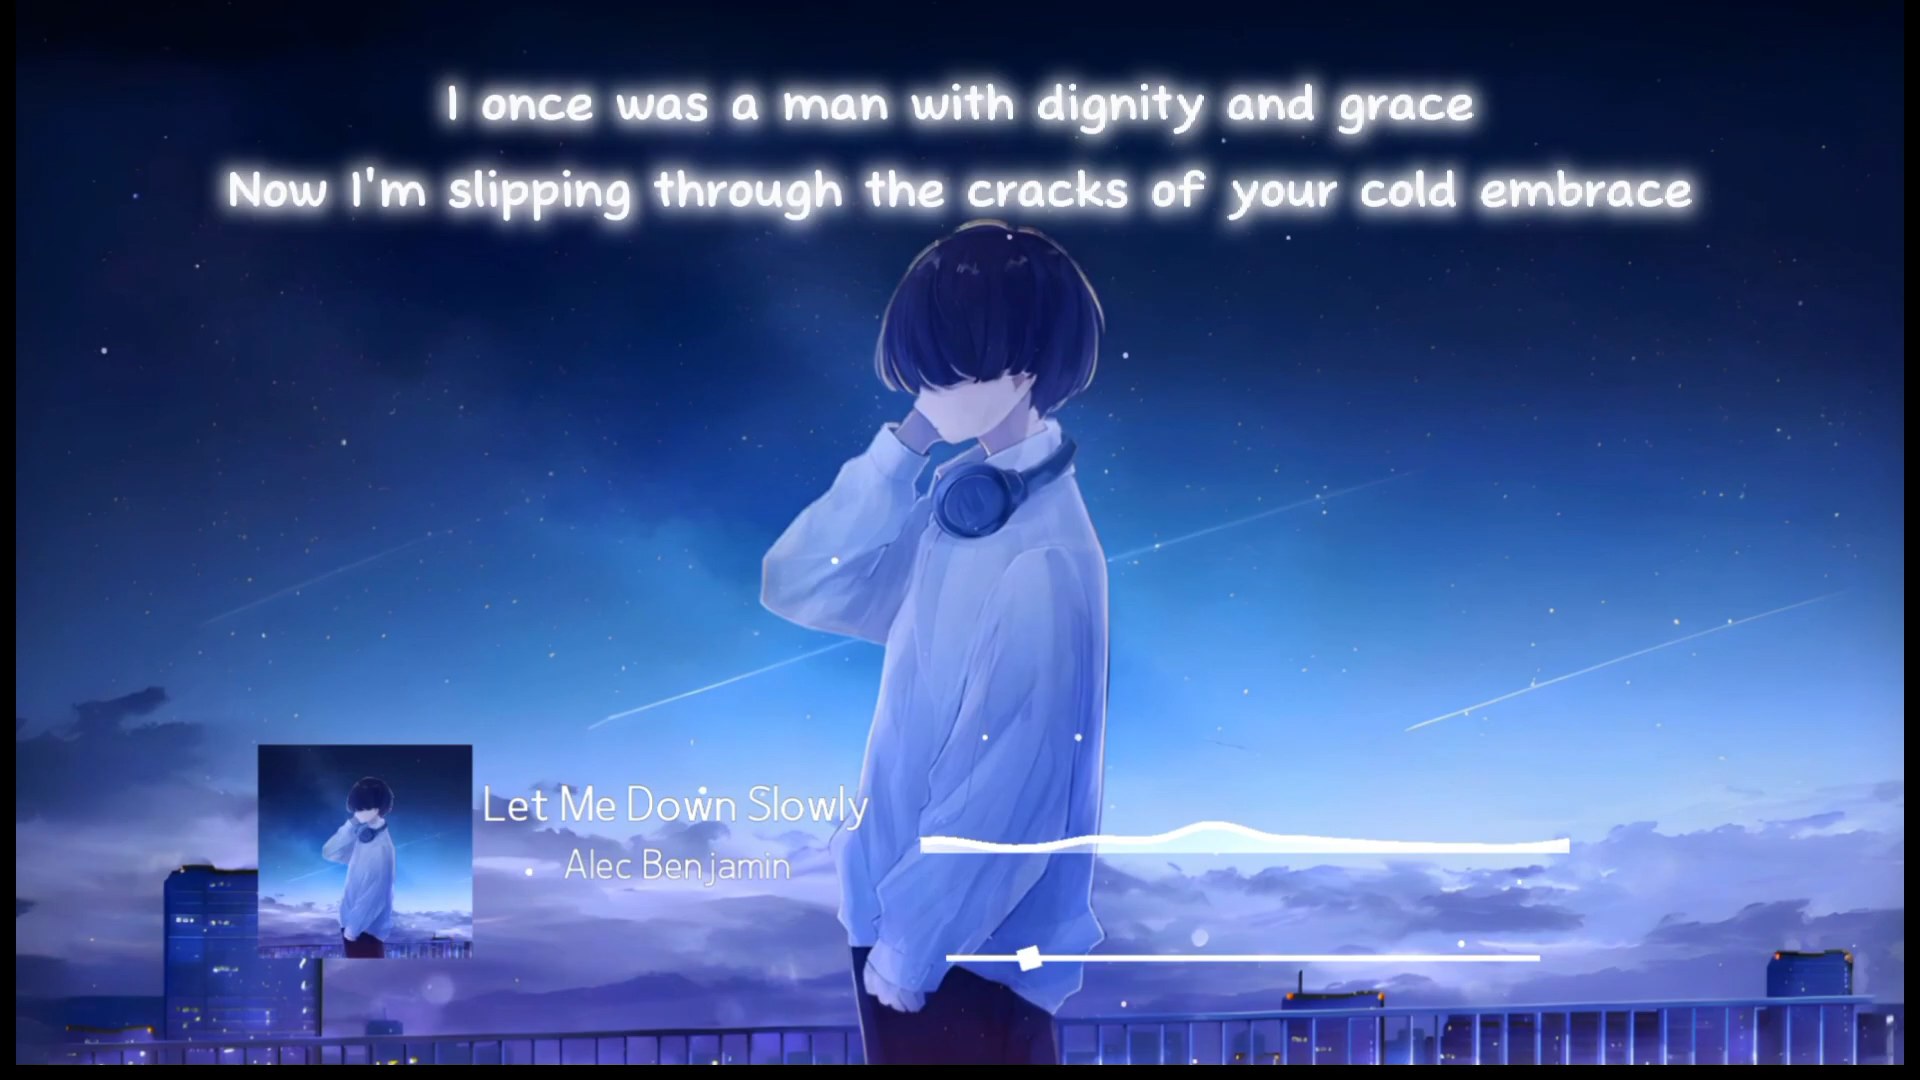 I once was a man with dignity and grace
Now I'm slipping through the cracks of your cold embrace
Let Me Down Slowly
Alec Benjamin